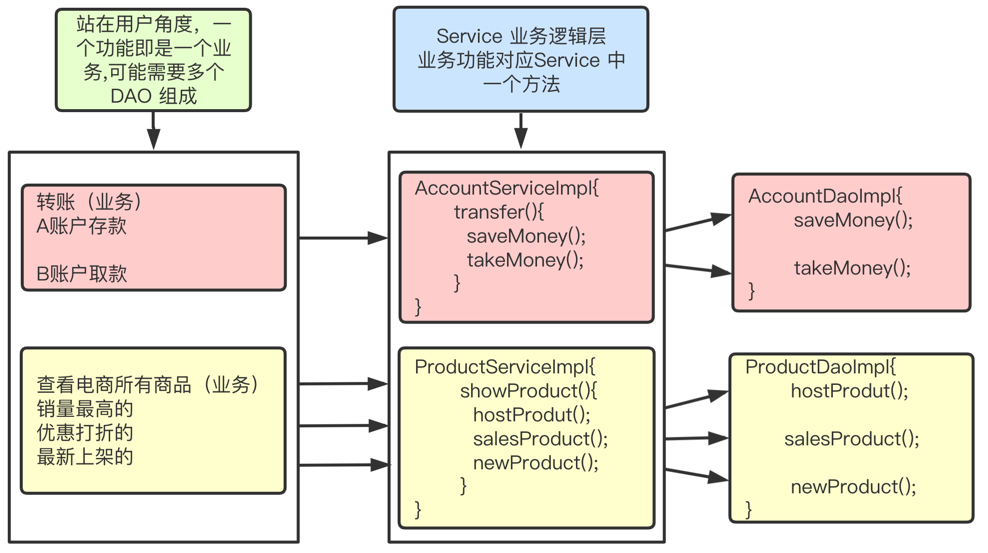 站在用户角度，一
个功能即是一个业
务,可能需要多个
DAO 组成
Service 业务逻辑层
业务功能对应Service 中
一个方法
转账（业务）
A账户存款
B账户取款
AccountServiceImpl{
transfer(){
saveMoney();
takeMoney();
}
}
AccountDaoImpl{
saveMoney();
takeMoney();
}
查看电商所有商品（业务）
销量最高的
优惠打折的
最新上架的
ProductServiceImpl{
showProduct(){
hostProdut();
salesProduct();
newProduct();
}
}
ProductDaoImpl{
hostProdut();
salesProduct();
newProduct();
}